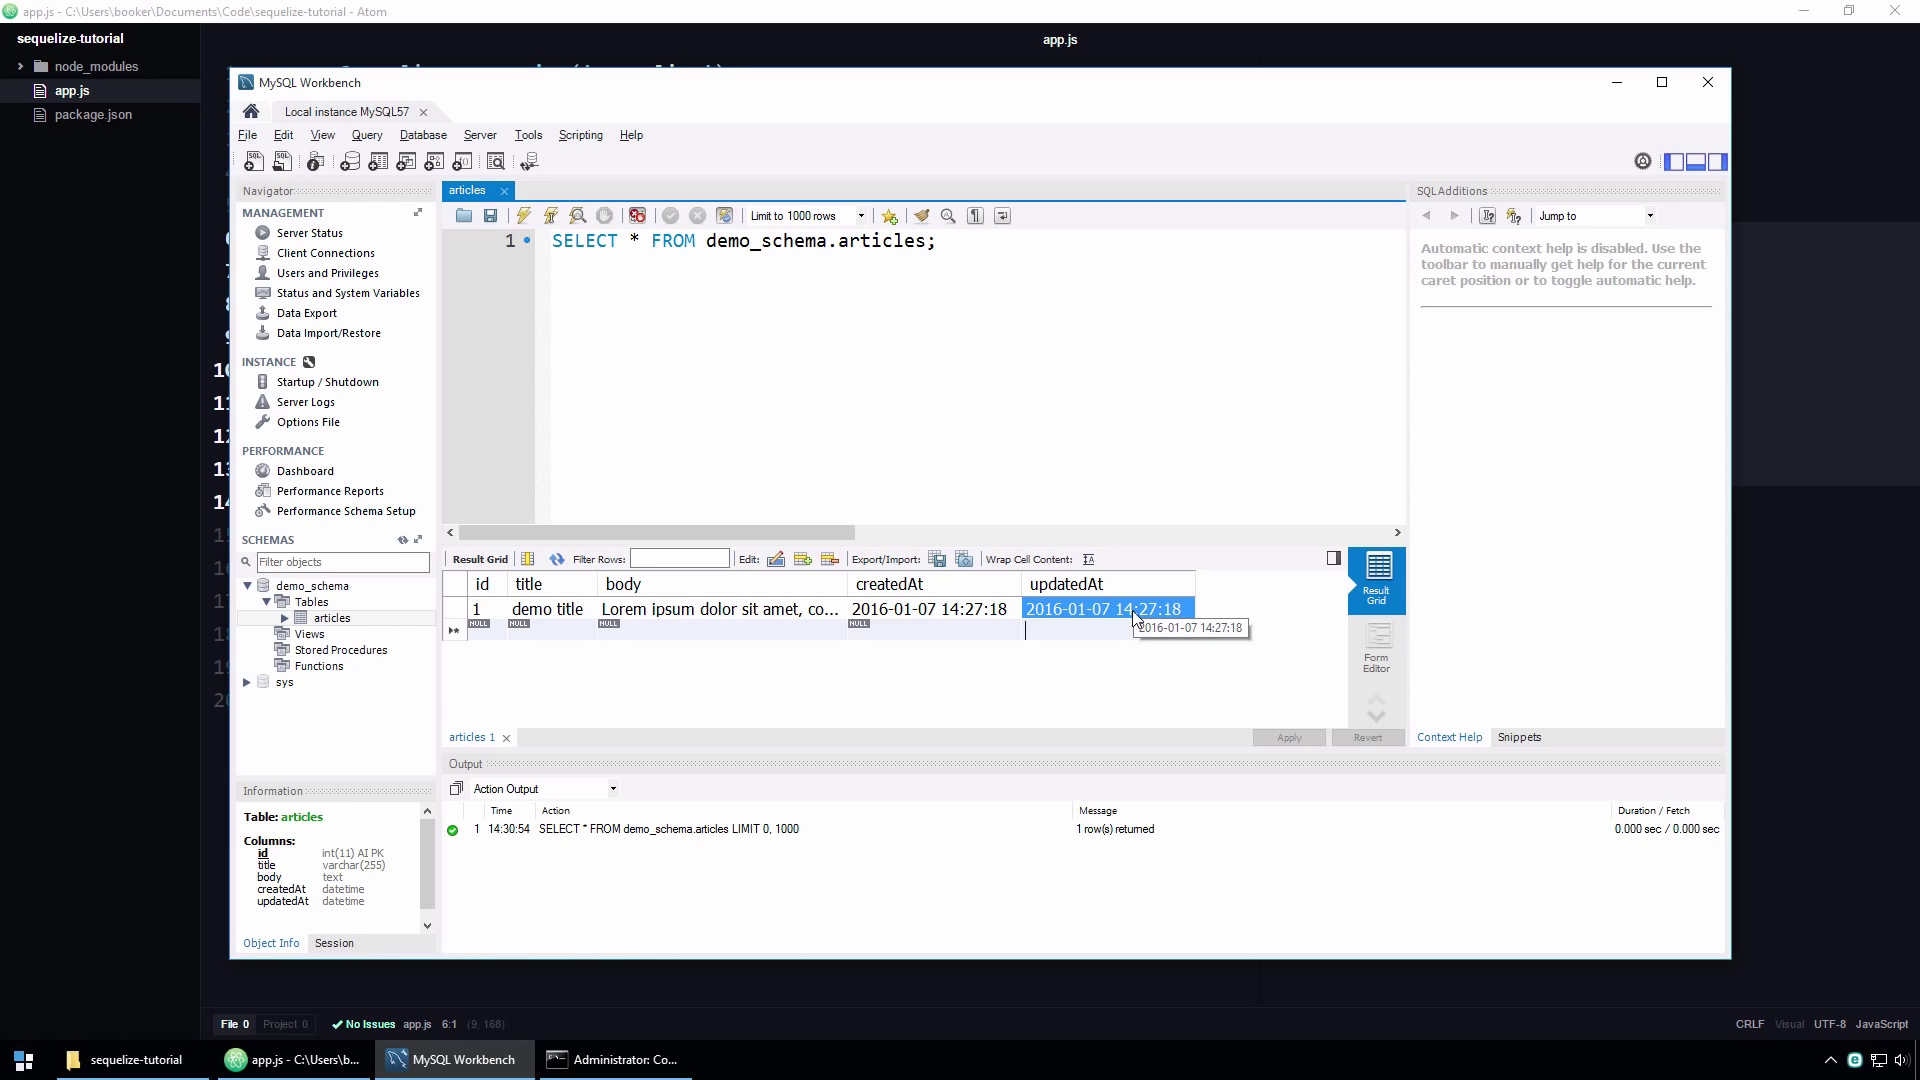 app.js - C:\Users\booker\Documents\Code\sequelize-tutorial - Atom
sequelize-tutorial
node_modules
app.js
package.json
app.js
MySQL Workbench
Local instance MySQL57
File Edit View Query Database Server Tools Scripting Help
Navigator
MANAGEMENT
Server Status
Client Connections
Users and Privileges
Status and System Variables
Data Export
Data Import/Restore
INSTANCE
Startup / Shutdown
Server Logs
Options File
PERFORMANCE
Dashboard
Performance Reports
Performance Schema Setup
SCHEMAS
Filter objects
demo_schema
Tables
articles
Views
Stored Procedures
Functions
sys
Information
Table: articles
Columns:
id int(11) AI PK
title varchar(255)
body text
createdAt datetime
updatedAt datetime
Object Info Session
articles
Limit to 1000 rows
1 SELECT * FROM demo_schema.articles;
Result Grid Filter Rows: Edit: Export/Import: Wrap Cell Content:
id title body createdAt updatedAt
1 demo title Lorem ipsum dolor sit amet, co... 2016-01-07 14:27:18 2016-01-07 14:27:18
NULL NULL NULL NULL
2016-01-07 14:27:18
Result Grid
Form Editor
articles 1
Apply Revert
SQLAdditions
Jump to
Automatic context help is disabled. Use the
toolbar to manually get help for the current
caret position or to toggle automatic help.
Context Help Snippets
Output
Action Output
Time Action Message Duration / Fetch
1 14:30:54 SELECT * FROM demo_schema.articles LIMIT 0, 1000 1 row(s) returned 0.000 sec / 0.000 sec
File 0 Project 0 No Issues app.js 6:1 (9, 168) CRLF Visual UTF-8 JavaScript
sequelize-tutorial app.js - C:\Users\b... MySQL Workbench Administrator: Co...